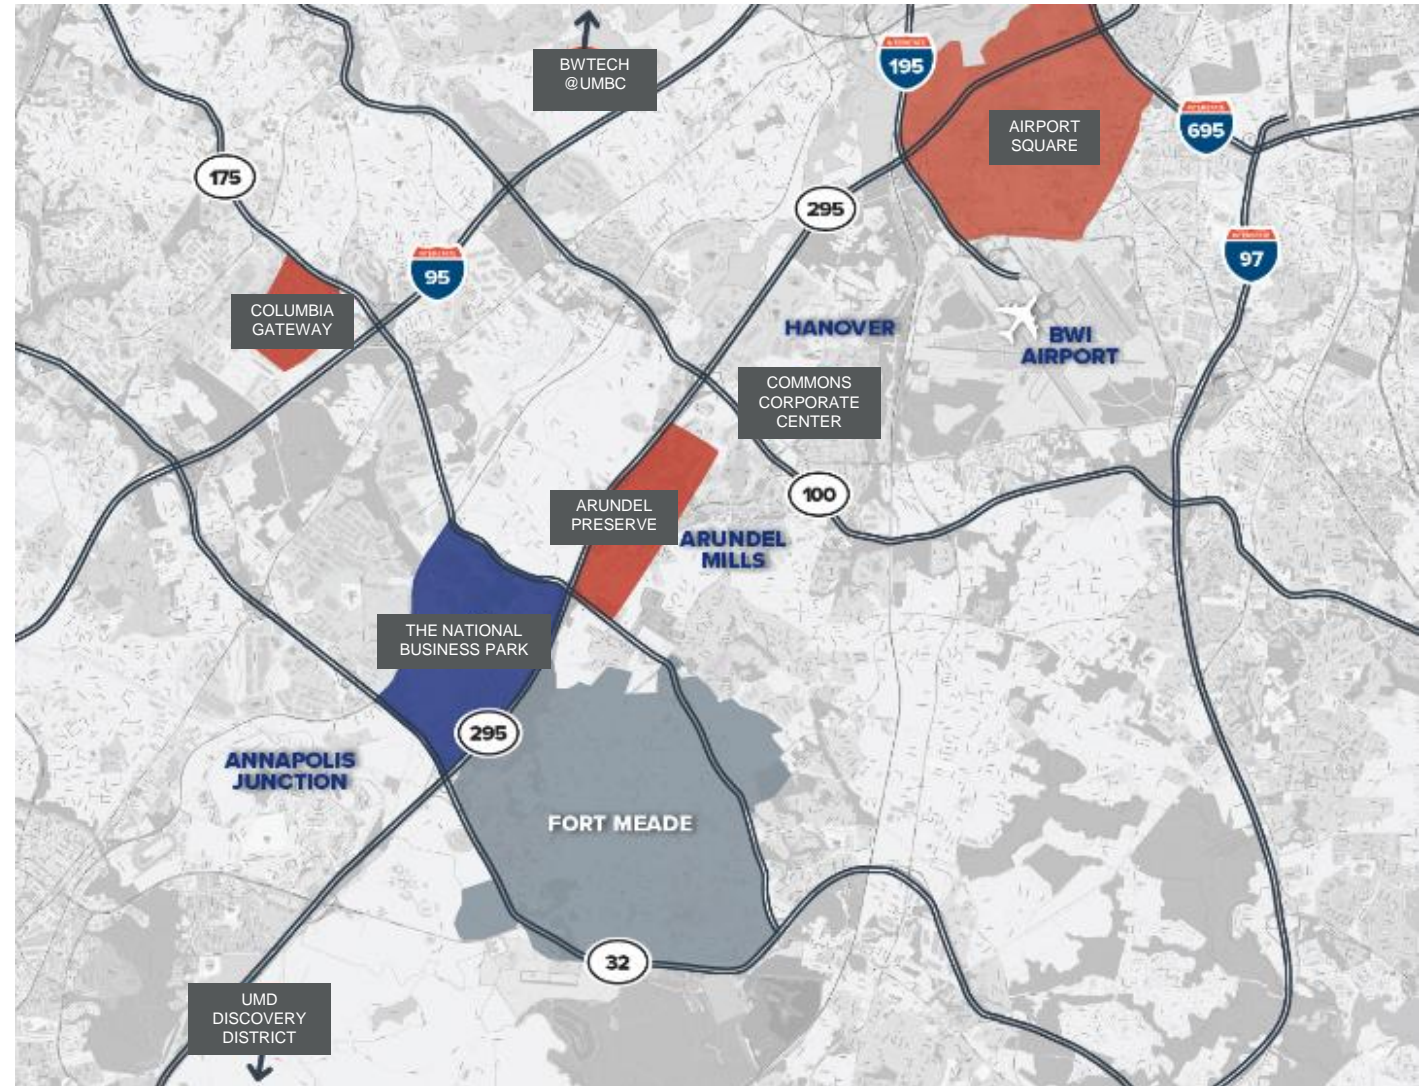 BWTECH
@UMBC
195
AIRPORT
SQUARE
695
175
295
95
97
COLUMBIA
GATEWAY
HANOVER
BWI
AIRPORT
COMMONS
CORPORATE
CENTER
100
ARUNDEL
PRESERVE
ARUNDEL
MILLS
THE NATIONAL
BUSINESS PARK
295
ANNAPOLIS
JUNCTION
FORT MEADE
32
UMD
DISCOVERY
DISTRICT